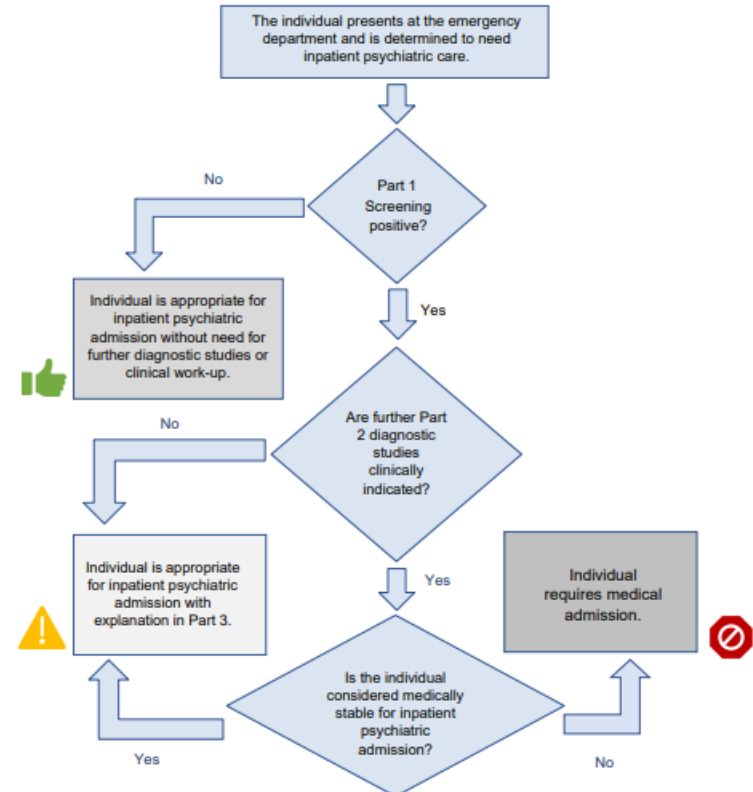 The individual presents at the emergency
department and is determined to need
inpatient psychiatric care.
No
Part 1
Screening
positive?
Individual is appropriate for
inpatient psychiatric
admission without need for
further diagnostic studies or
clinical work-up.
Yes
No
Are further Part
2 diagnostic
studies
clinically
indicated?
Individual is appropriate
for inpatient psychiatric
admission with
explanation in Part 3.
Yes
Individual
requires medical
admission.
Is the individual
considered medically
stable for inpatient
psychiatric
admission?
Yes
No